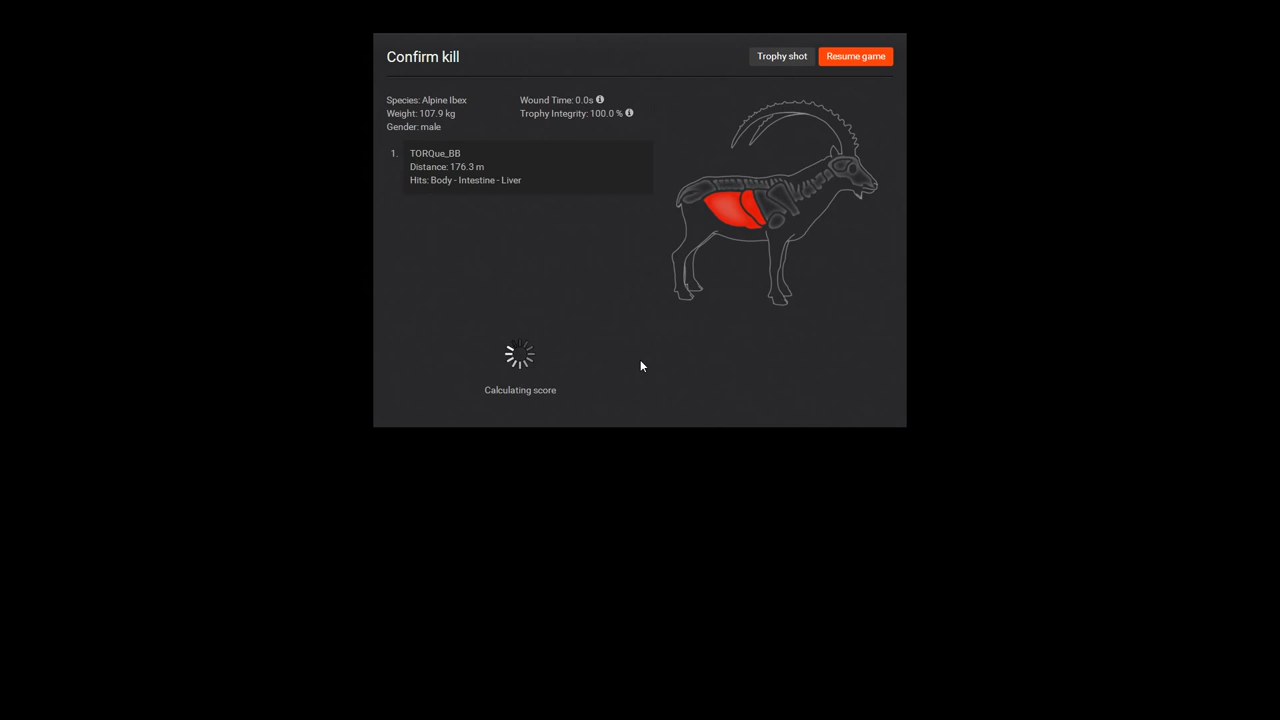 Confirm kill
Trophy shot
Resume game
Species: Alpine Ibex
Weight: 107.9 kg
Gender: male
Wound Time: 0.0s
Trophy Integrity: 100.0 %
1.
TORQue_BB
Distance: 176.3 m
Hits: Body - Intestine - Liver
Calculating score